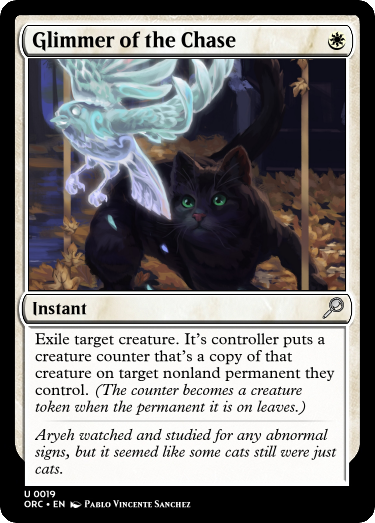 Glimmer of the Chase
Instant
Exile target creature. It's controller puts a
creature counter that's a copy of that
creature on target nonland permanent they
control. (The counter becomes a creature
token when the permanent it is on leaves.)
Aryeh watched and studied for any abnormal
signs, but it seemed like some cats still were just
cats.
U 0019
ORC • EN Pablo Vincente Sanchez